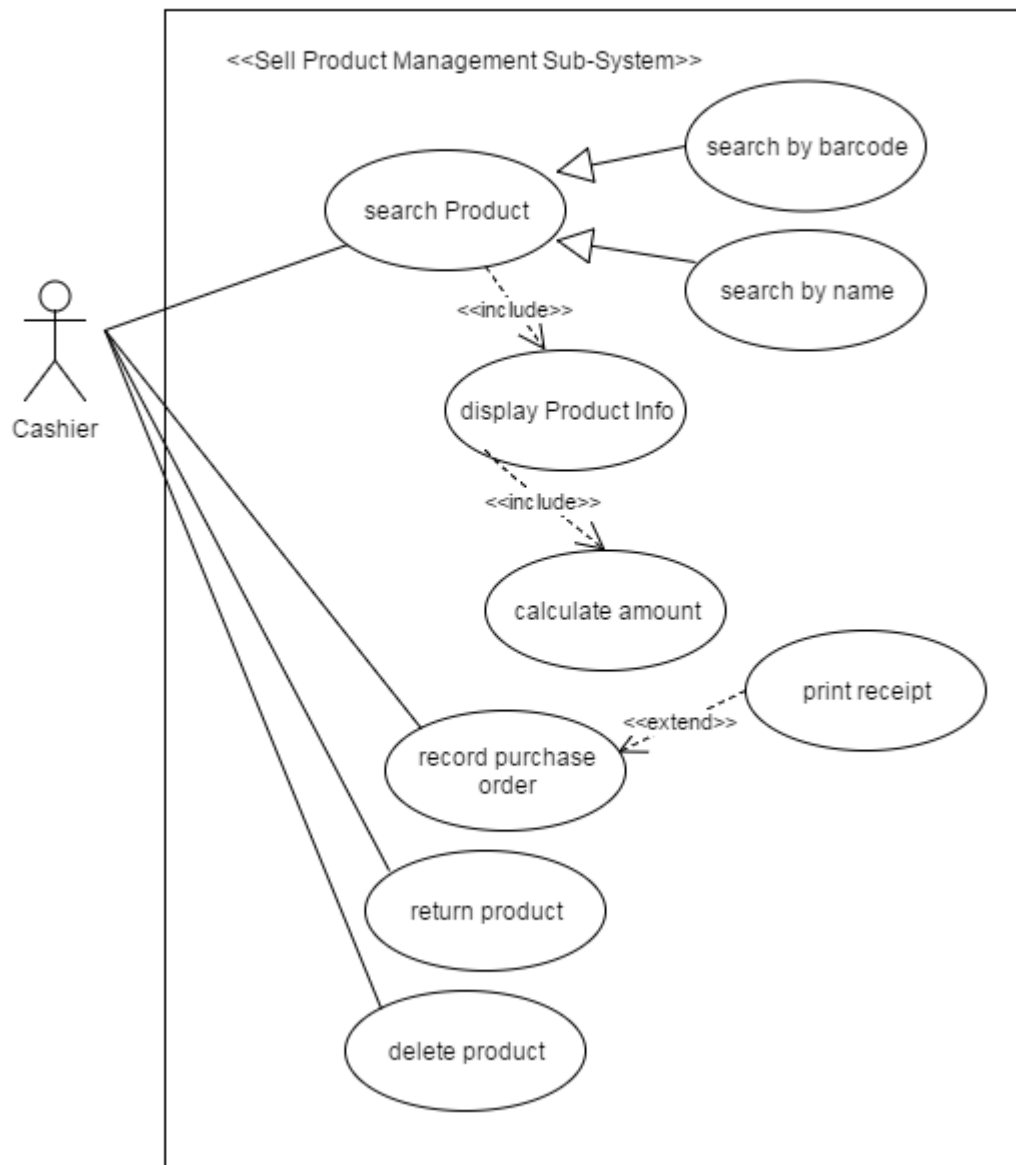 <<Sell Product Management Sub-System>>
search by barcode
search Product
search by name
<<include>>
display Product Info
Cashier
<<include>>
calculate amount
print receipt
<<extend>>
record purchase
order
return product
delete product